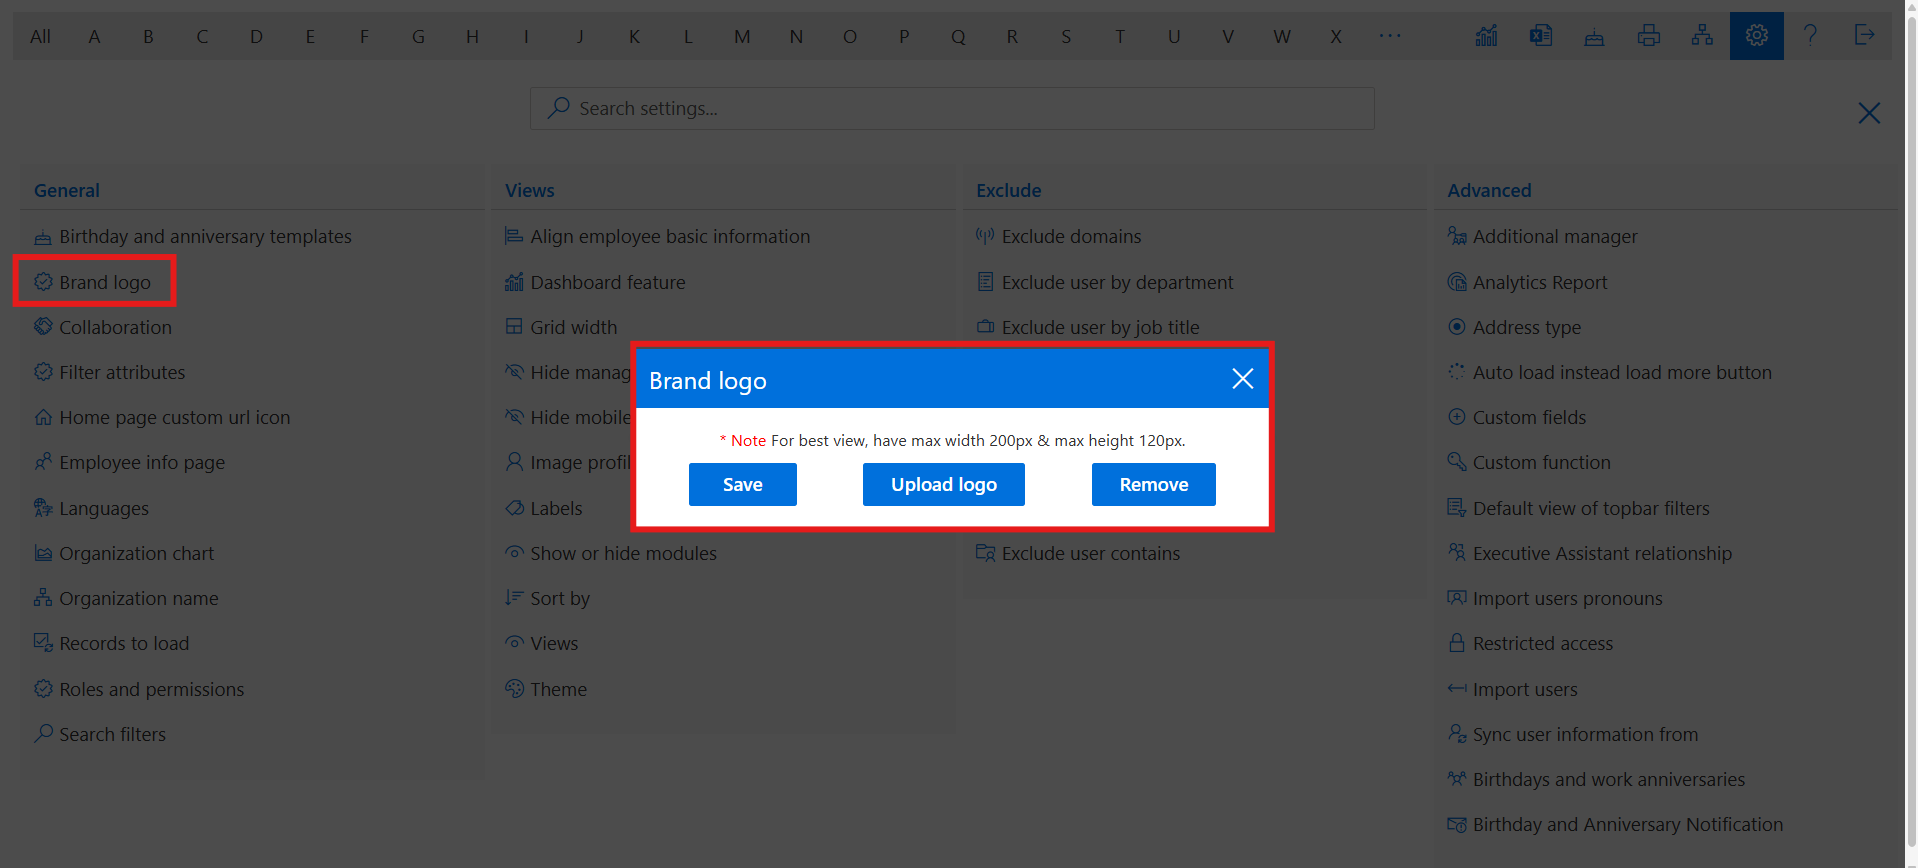 All A B C D E F G H I J K L M N O P Q R S T U V W X ...
Search settings...
General
Birthday and anniversary templates
Brand logo
Collaboration
Filter attributes
Home page custom url icon
Employee info page
Languages
Organization chart
Organization name
Records to load
Roles and permissions
Search filters
Views
Align employee basic information
Dashboard feature
Grid width
Hide manag
Hide mobile
Image profil
Labels
Show or hide modules
Sort by
Views
Theme
Exclude
Exclude domains
Exclude user by department
Exclude user by job title
Exclude user contains
Advanced
Additional manager
Analytics Report
Address type
Auto load instead load more button
Custom fields
Custom function
Default view of topbar filters
Executive Assistant relationship
Import users pronouns
Restricted access
Import users
Sync user information from
Birthdays and work anniversaries
Birthday and Anniversary Notification
Brand logo
* Note For best view, have max width 200px & max height 120px.
Save Upload logo Remove